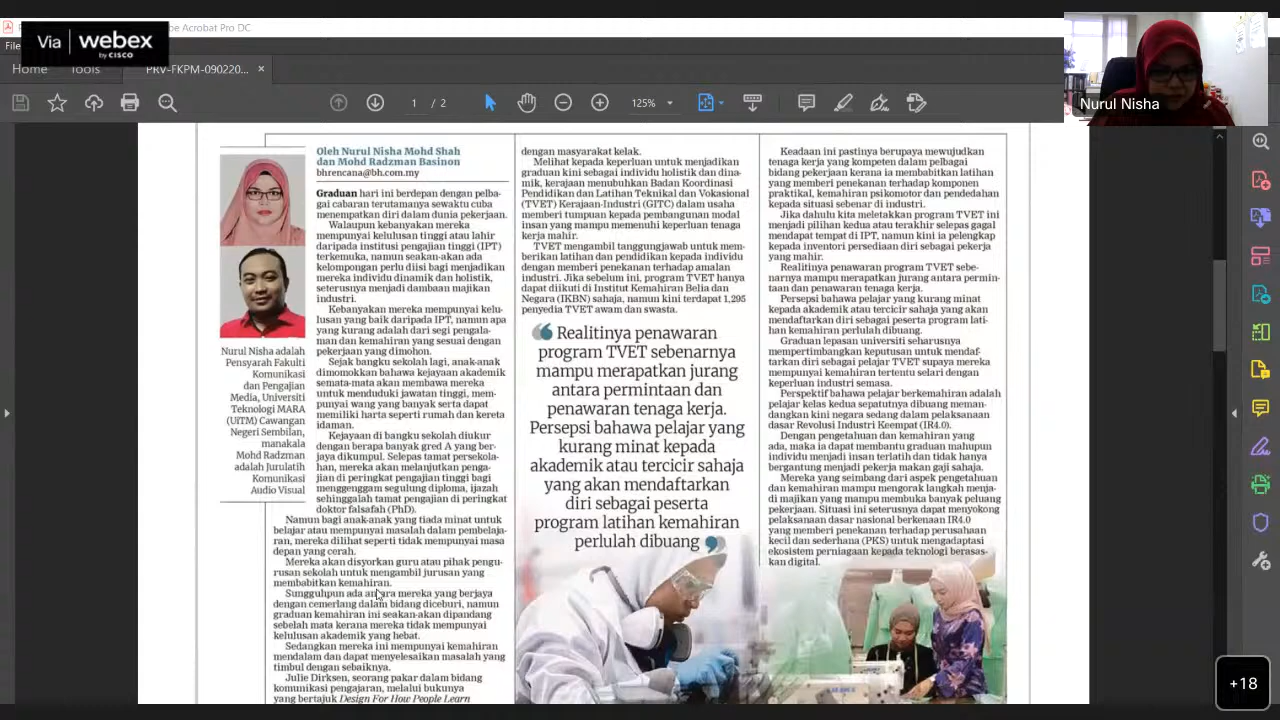 Acrobat Pro DC
Via webex
by CISCO
File
Home
Tools
PRV-FKPM-090220...
×
1 / 2
125%
Nurul Nisha
Oleh Nurul Nisha Mohd Shah
dan Mohd Radzman Basinon
bhrencana@bh.com.my
Graduan hari ini berdepan dengan pelba-
gai cabaran terutamanya sewaktu cuba
menempatkan diri dalam dunia pekerjaan.
Walaupun kebanyakan mereka
mempunyai kelulusan tinggi atau lahir
daripada institusi pengajian tinggi (IPT)
terkemuka, namun seakan-akan ada
kelompongan perlu diisi bagi menjadikan
mereka individu dinamik dan holistik,
seterusnya menjadi dambaan majikan
industri.
Kebanyakan mereka mempunyai kelu-
lusan yang baik daripada IPT, namun apa
yang kurang adalah dari segi pengala-
man dan kemahiran yang sesuai dengan
pekerjaan yang dimohon.
Sejak bangku sekolah lagi, anak-anak
dimomokkan bahawa kejayaan akademik
semata-mata akan membawa mereka
untuk menduduki jawatan tinggi, mem-
punyai wang yang banyak serta dapat
memiliki harta seperti rumah dan kereta
idaman.
Kejayaan di bangku sekolah diukur
dengan berapa banyak gred A yang ber-
jaya dikumpul. Selepas tamat persekola-
han, mereka akan melanjutkan penga-
jian di peringkat pengajian tinggi bagi
menggenggam segulung diploma, ijazah
sehinggalah tamat pengajian di peringkat
doktor falsafah (PhD).
Namun bagi anak-anak yang tiada minat untuk
belajar atau mempunyai masalah dalam pembelaja-
ran, mereka dilihat seperti tidak mempunyai masa
depan yang cerah.
Mereka akan disyorkan guru atau pihak pengu-
rusan sekolah untuk mengambil jurusan yang
membabitkan kemahiran.
Sungguhpun ada antara mereka yang berjaya
dengan cemerlang dalam bidang diceburi, namun
graduan kemahiran ini seakan-akan dipandang
sebelah mata kerana mereka tidak mempunyai
kelulusan akademik yang hebat.
Sedangkan mereka ini mempunyai kemahiran
mendalam dan dapat menyelesaikan masalah yang
timbul dengan sebaiknya.
Julie Dirksen, seorang pakar dalam bidang
komunikasi pengajaran, melalui bukunya
yang bertajuk Design For How People Learn
Nurul Nisha adalah
Pensyarah Fakulti
Komunikasi
dan Pengajian
Media, Universiti
Teknologi MARA
(UiTM) Cawangan
Negeri Sembilan,
manakala
Mohd Radzman
adalah Jurulatih
Komunikasi
Audio Visual
dengan masyarakat kelak.
Melihat kepada keperluan untuk menjadikan
graduan kini sebagai individu holistik dan dina-
mik, kerajaan menubuhkan Badan Koordinasi
Pendidikan dan Latihan Teknikal dan Vokasional
(TVET) Kerajaan-Industri (GITC) dalam usaha
memberi tumpuan kepada pembangunan modal
insan yang mampu memenuhi keperluan tenaga
kerja mahir.
TVET mengambil tanggungjawab untuk mem-
berikan latihan dan pendidikan kepada individu
dengan memberi penekanan terhadap amalan
industri. Jika sebelum ini, program TVET hanya
dapat diikuti di Institut Kemahiran Belia dan
Negara (IKBN) sahaja, namun kini terdapat 1,295
penyedia TVET awam dan swasta.
“ Realitinya penawaran
program TVET sebenarnya
mampu merapatkan jurang
antara permintaan dan
penawaran tenaga kerja.
Persepsi bahawa pelajar yang
kurang minat kepada
akademik atau tercicir sahaja
yang akan mendaftarkan
diri sebagai peserta
program latihan kemahiran
perlulah dibuang ”
Keadaan ini pastinya berupaya mewujudkan
tenaga kerja yang kompeten dalam pelbagai
bidang pekerjaan kerana ia membabitkan latihan
yang memberi penekanan terhadap komponen
praktikal, kemahiran psikomotor dan pendedahan
kepada situasi sebenar di industri.
Jika dahulu kita meletakkan program TVET ini
menjadi pilihan kedua atau terakhir selepas gagal
mendapat tempat di IPT, namun kini ia pelengkap
kepada inventori persediaan diri sebagai pekerja
yang mahir.
Realitinya penawaran program TVET sebe-
narnya mampu merapatkan jurang antara permin-
taan dan penawaran tenaga kerja.
Persepsi bahawa pelajar yang kurang minat
kepada akademik atau tercicir sahaja yang akan
mendaftarkan diri sebagai peserta program lati-
han kemahiran perlulah dibuang.
Graduan lepasan universiti seharusnya
mempertimbangkan keputusan untuk mendaf-
tarkan diri sebagai pelajar TVET supaya mereka
mempunyai kemahiran tertentu selari dengan
keperluan industri semasa.
Perspektif bahawa pelajar berkemahiran adalah
pelajar kelas kedua sepatutnya dibuang meman-
dangkan kini negara sedang dalam pelaksanaan
dasar Revolusi Industri Keempat (IR4.0).
Dengan pengetahuan dan kemahiran yang
ada, maka ia dapat membantu graduan mahupun
individu menjadi insan terlatih dan tidak hanya
bergantung menjadi pekerja makan gaji sahaja.
Mereka yang seimbang dari aspek pengetahuan
dan kemahiran mampu mengorak langkah menja-
di majikan yang mampu membuka banyak peluang
pekerjaan. Situasi ini seterusnya dapat menyokong
pelaksanaan dasar nasional berkenaan IR4.0
yang memberi penekanan terhadap perusahaan
kecil dan sederhana (PKS) untuk mengadaptasi
ekosistem perniagaan kepada teknologi berasas-
kan digital.
+18